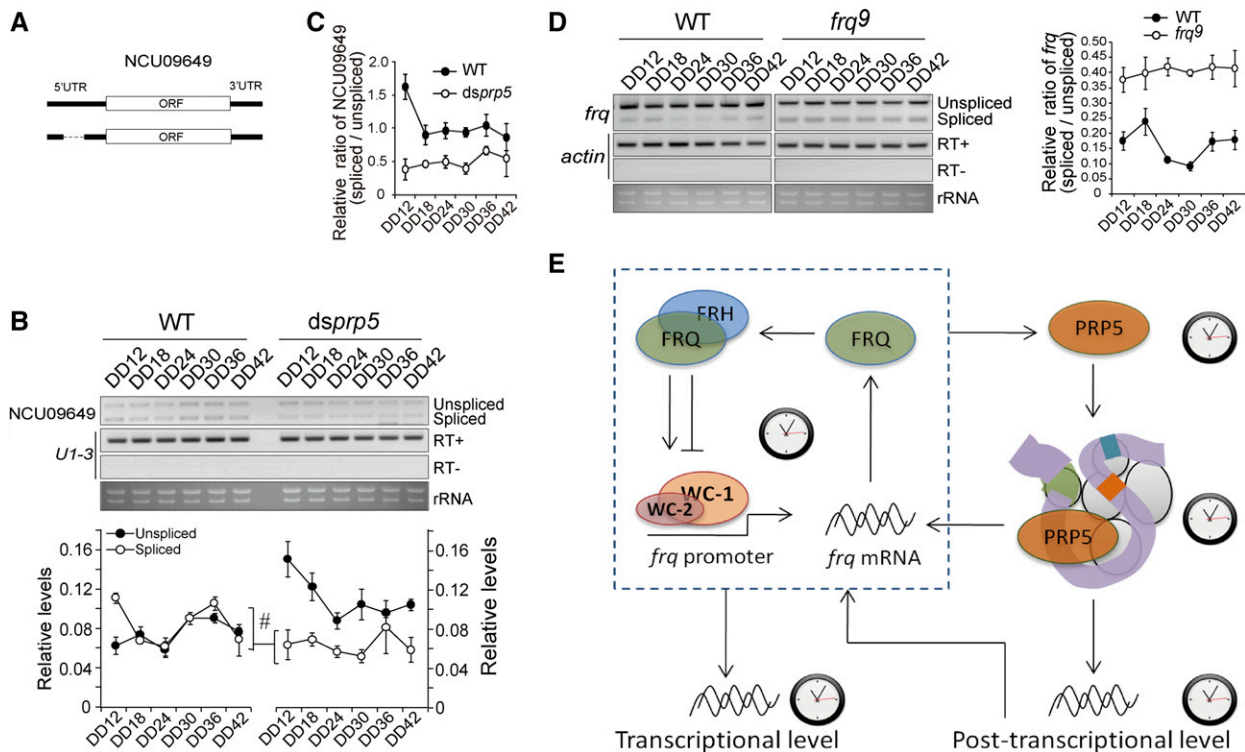 A
NCU09649
5'UTR
3'UTR
ORF
ORF
C
Relative ratio of NCU09649
(spliced / unspliced)
WT
dsprp5
2.0
1.5
1.0
0.5
0
DD12
DD18
DD24
DD30
DD36
DD42
B
WT
dsprp5
DD12
DD18
DD24
DD30
DD36
DD42
DD12
DD18
DD24
DD30
DD36
DD42
NCU09649
Unspliced
Spliced
U1-3
RT+
RT-
rRNA
Unspliced
Spliced
Relative levels
0.16
0.12
0.08
0.04
0
#
0.16
0.12
0.08
0.04
0
Relative levels
DD12
DD18
DD24
DD30
DD36
DD42
DD12
DD18
DD24
DD30
DD36
DD42
D
WT
frq9
DD12
DD18
DD24
DD30
DD36
DD42
DD12
DD18
DD24
DD30
DD36
DD42
frq
Unspliced
Spliced
actin
RT+
RT-
rRNA
WT
frq9
Relative ratio of frq
(spliced / unspliced)
0.50
0.45
0.40
0.35
0.30
0.25
0.20
0.15
0.10
0.05
0
DD12
DD18
DD24
DD30
DD36
DD42
E
FRH
FRQ
FRQ
PRP5
WC-1
WC-2
frq promoter
frq mRNA
PRP5
Transcriptional level
Post-transcriptional level